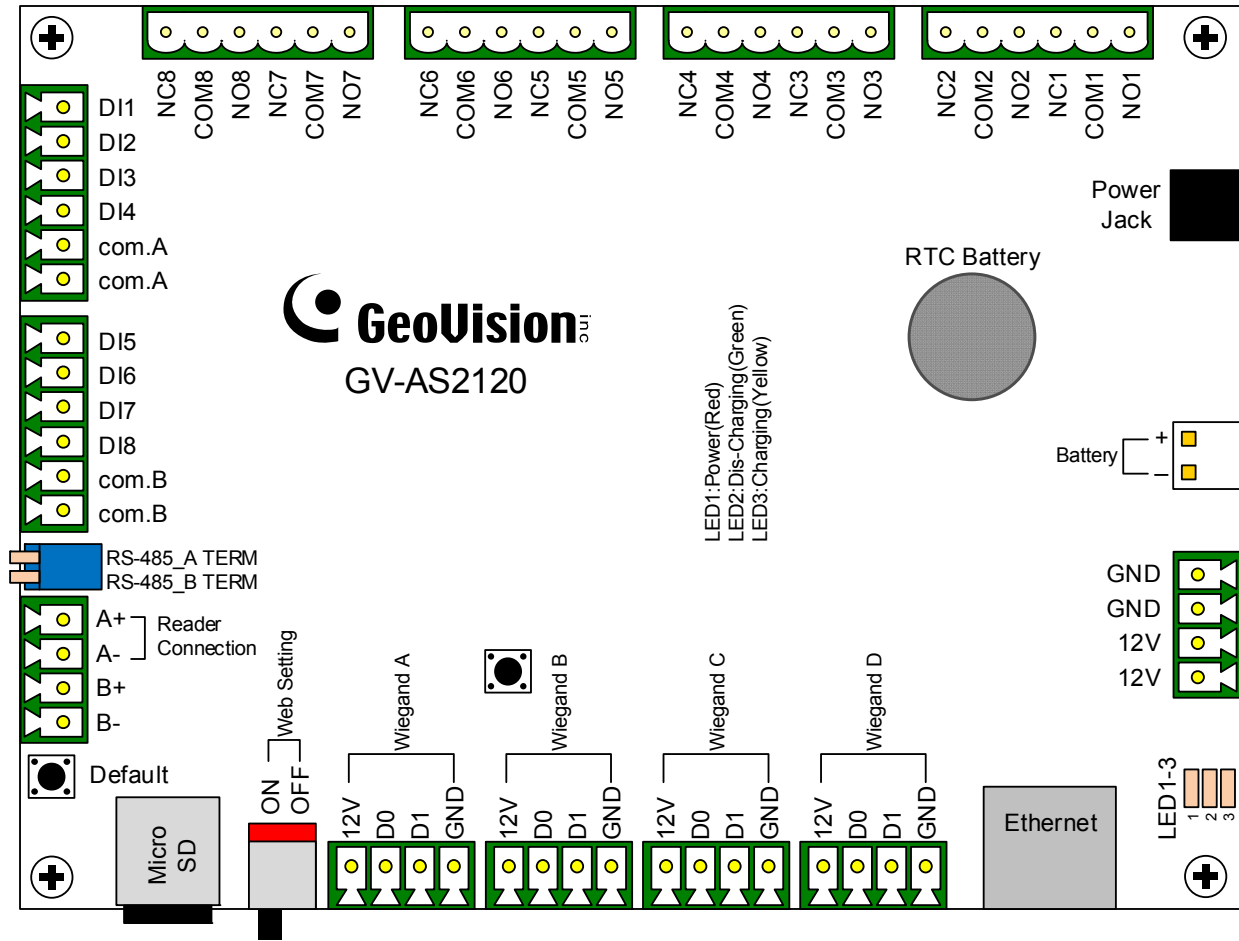 NC8
COM8
NO8
NC7
COM7
NO7
NC6
COM6
NO6
NC5
COM5
NO5
NC4
COM4
NO4
NC3
COM3
NO3
NC2
COM2
NO2
NC1
COM1
NO1
DI1
DI2
DI3
DI4
com.A
com.A
DI5
DI6
DI7
DI8
com.B
com.B
RS-485_A TERM
RS-485_B TERM
A+
A-
B+
B-
Reader
Connection
Default
GeoVision inc
GV-AS2120
LED1:Power(Red)
LED2:Dis-Charging(Green)
LED3:Charging(Yellow)
Power
Jack
RTC Battery
Battery
+
−
GND
GND
12V
12V
Micro
SD
Web Setting
ON
OFF
Wiegand A
12V
D0
D1
GND
Wiegand B
12V
D0
D1
GND
Wiegand C
12V
D0
D1
GND
Wiegand D
12V
D0
D1
GND
Ethernet
LED1-3
1
2
3